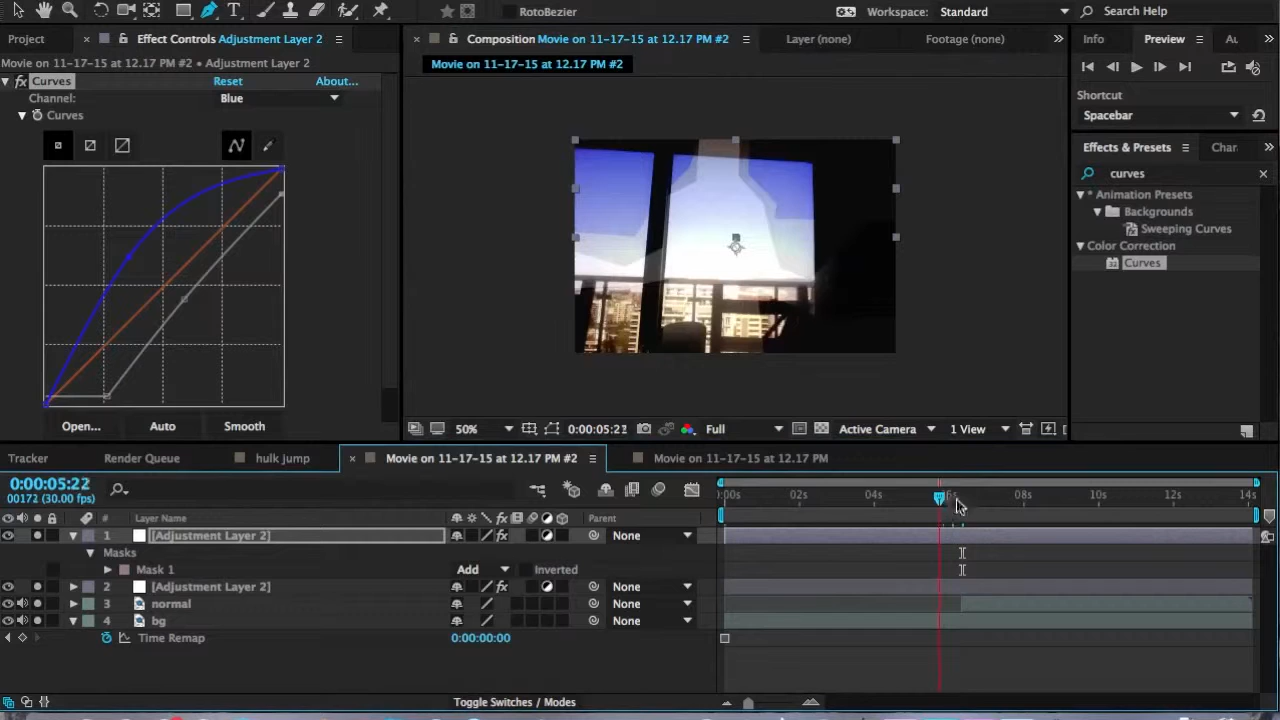 RotoBezier
Workspace: Standard
Search Help
Project
Effect Controls Adjustment Layer 2
Composition Movie on 11-17-15 at 12.17 PM #2
Layer (none)
Footage (none)
Info
Preview
Au
Movie on 11-17-15 at 12.17 PM #2 • Adjustment Layer 2
Movie on 11-17-15 at 12.17 PM #2
fx Curves
Reset
About...
Channel:
Blue
Curves
Shortcut
Spacebar
Effects & Presets
Char
curves
* Animation Presets
Backgrounds
Sweeping Curves
Color Correction
32 Curves
Open...
Auto
Smooth
50%
0:00:05:22
Full
Active Camera
1 View
Tracker
Render Queue
hulk jump
Movie on 11-17-15 at 12.17 PM #2
Movie on 11-17-15 at 12.17 PM
0:00:05:22
00172 (30.00 fps)
:00s 02s 04s 06s 08s 10s 12s 14s
# Layer Name
fx
Parent
1 [Adjustment Layer 2]
fx
None
Masks
Mask 1
Add
Inverted
2 [Adjustment Layer 2]
fx
None
3 normal
None
4 bg
None
Time Remap
0:00:00:00
Toggle Switches / Modes